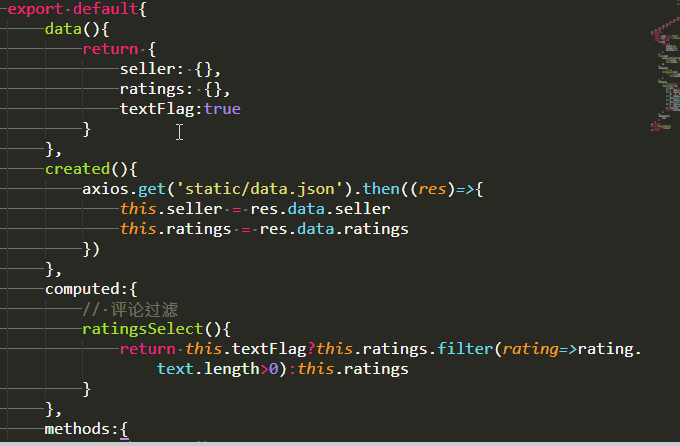 export default{
data(){
return {
seller: {},
ratings: {},
textFlag:true
}
},
created(){
axios.get('static/data.json').then((res)=>{
this.seller = res.data.seller
this.ratings = res.data.ratings
})
},
computed:{
// 评论过滤
ratingsSelect(){
return this.textFlag?this.ratings.filter(rating=>rating.
text.length>0):this.ratings
}
},
methods:{